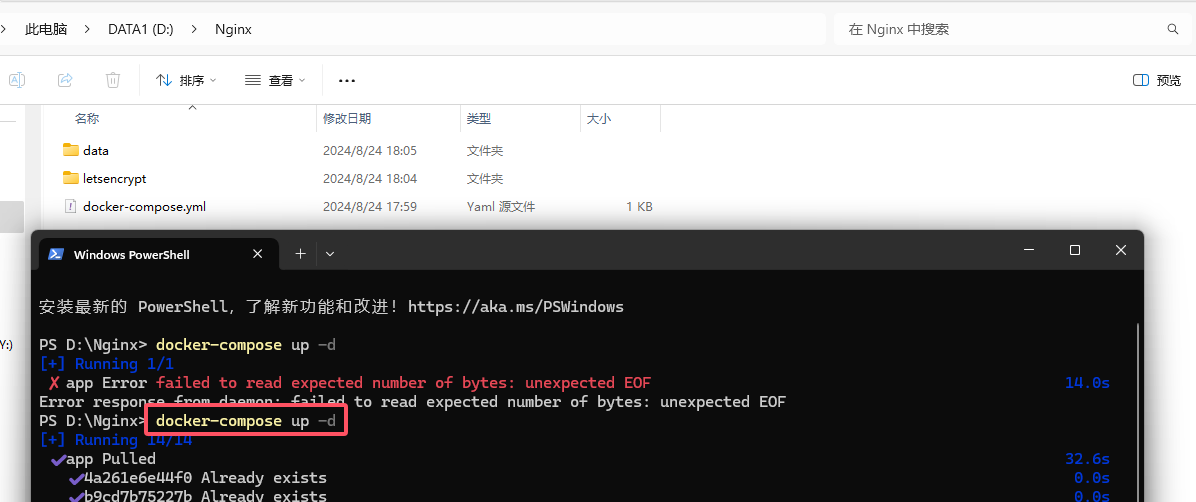 此电脑 > DATA1 (D:) > Nginx 在 Nginx 中搜索
排序 查看 ••• 预览
名称 修改日期 类型 大小
data 2024/8/24 18:05 文件夹
letsencrypt 2024/8/24 18:04 文件夹
docker-compose.yml 2024/8/24 17:59 Yaml 源文件 1 KB
Windows PowerShell
安装最新的 PowerShell，了解新功能和改进！https://aka.ms/PSWindows
Y:)
PS D:\Nginx> docker-compose up -d
[+] Running 1/1
✗ app Error failed to read expected number of bytes: unexpected EOF 14.0s
Error response from daemon: failed to read expected number of bytes: unexpected EOF
PS D:\Nginx> docker-compose up -d
[+] Running 14/14
✔app Pulled 32.6s
✔4a261e6e44f0 Already exists 0.0s
✔b9cd7b75227b Already exists 0.0s